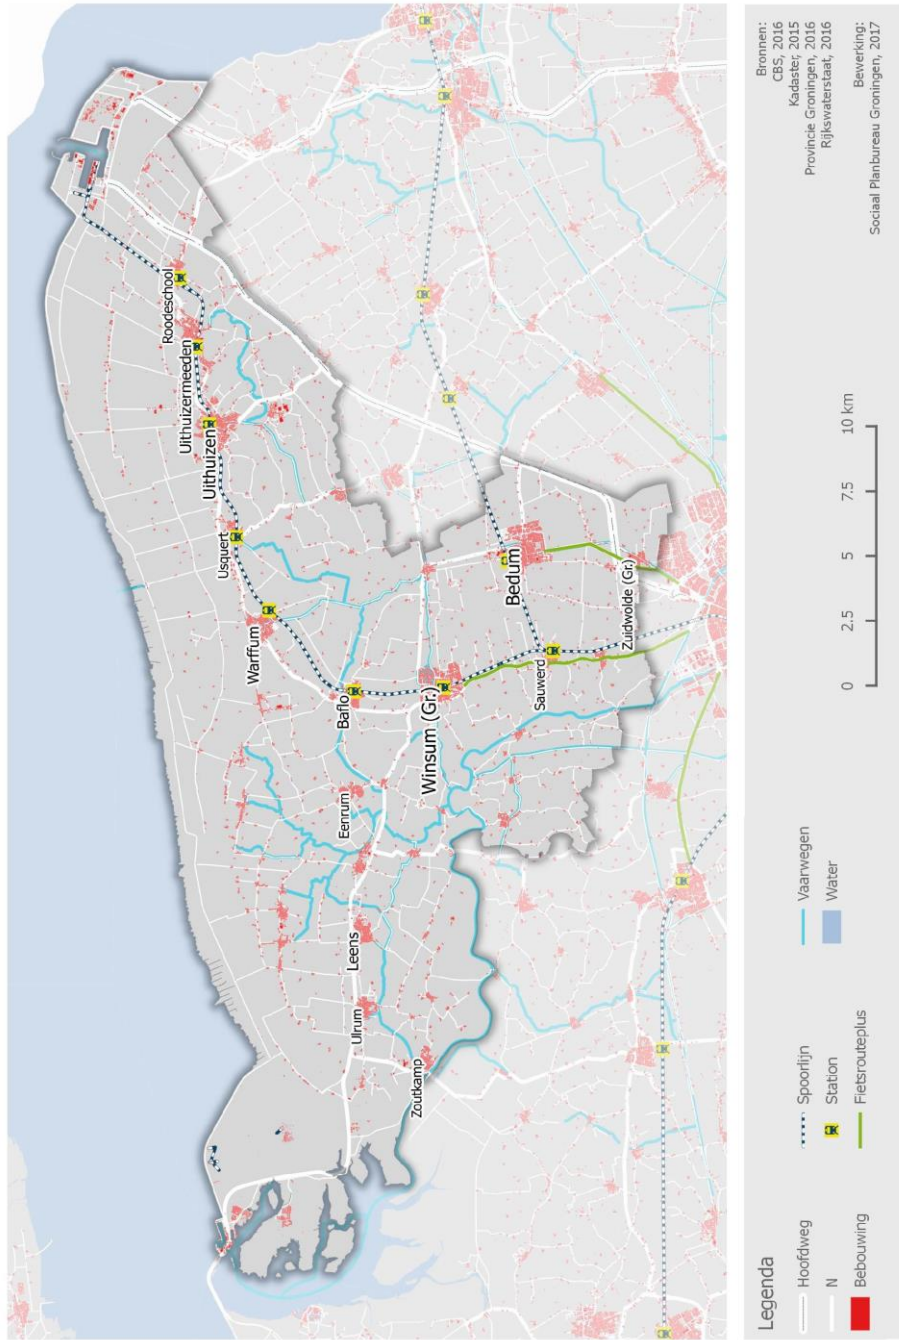 Roodeschool
Uithuizermeeden
Uithuizen
Usquert
Warffum
Baflo
Winsum (Gr.)
Eenrum
Leens
Ulrum
Zoutkamp
Bedum
Sauwerd
Zuidwolde (Gr.)
Legenda
Hoofdweg
N
Bebouwing
Spoorlijn
Station
Fietsrouteplus
Vaarwegen
Water
0 2.5 5 7.5 10 km
Bronnen:
CBS, 2016
Kadaster, 2015
Provincie Groningen, 2016
Rijkswaterstaat, 2016
Bewerking:
Sociaal Planbureau Groningen, 2017